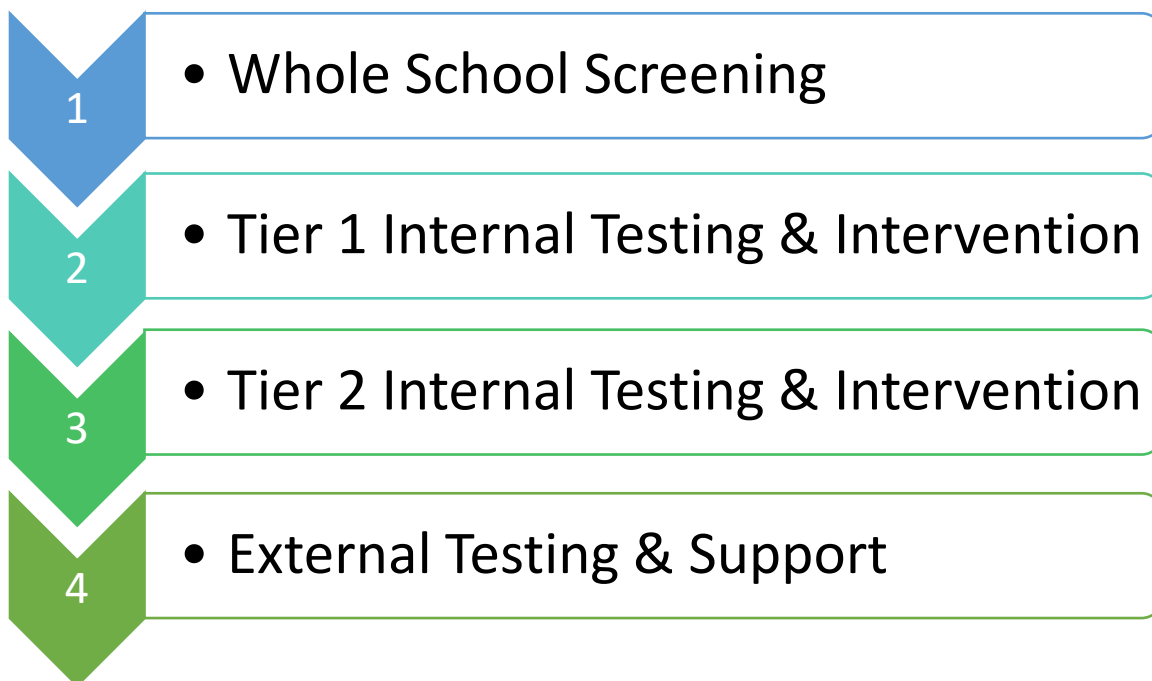 1
• Whole School Screening
2
• Tier 1 Internal Testing & Intervention
3
• Tier 2 Internal Testing & Intervention
4
• External Testing & Support